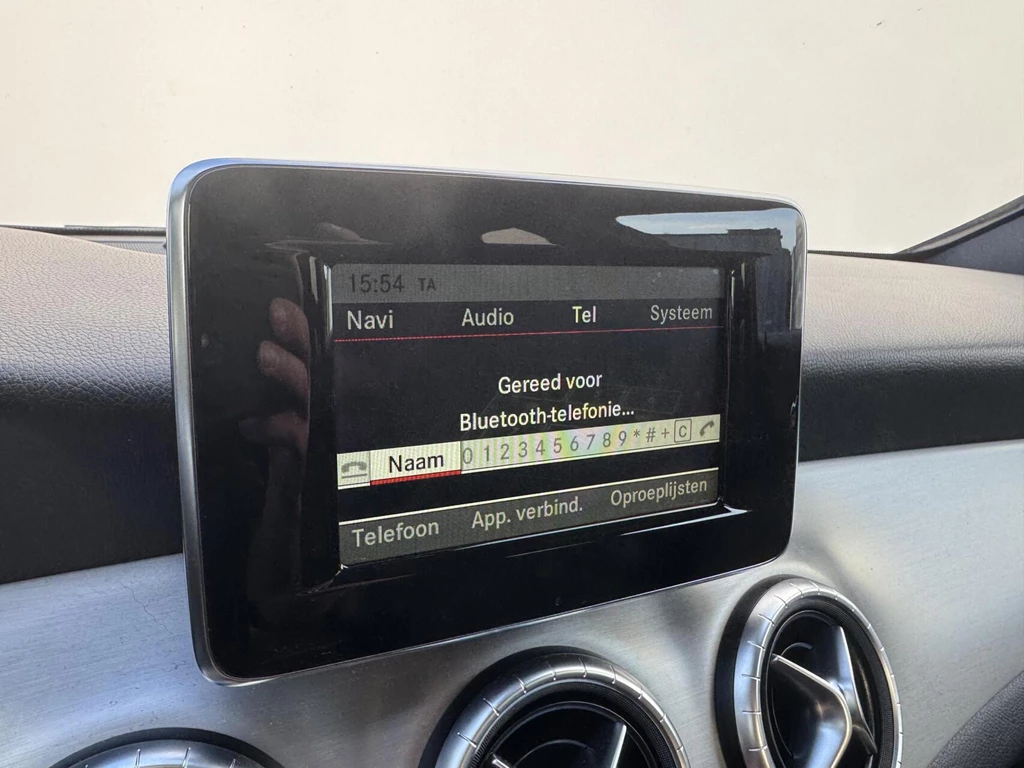 15:54 TA
Navi Audio Tel Systeem
Gereed voor
Bluetooth-telefonie...
Naam 0 1 2 3 4 5 6 7 8 9 * # + C
Telefoon App. verbind. Oproeplijsten